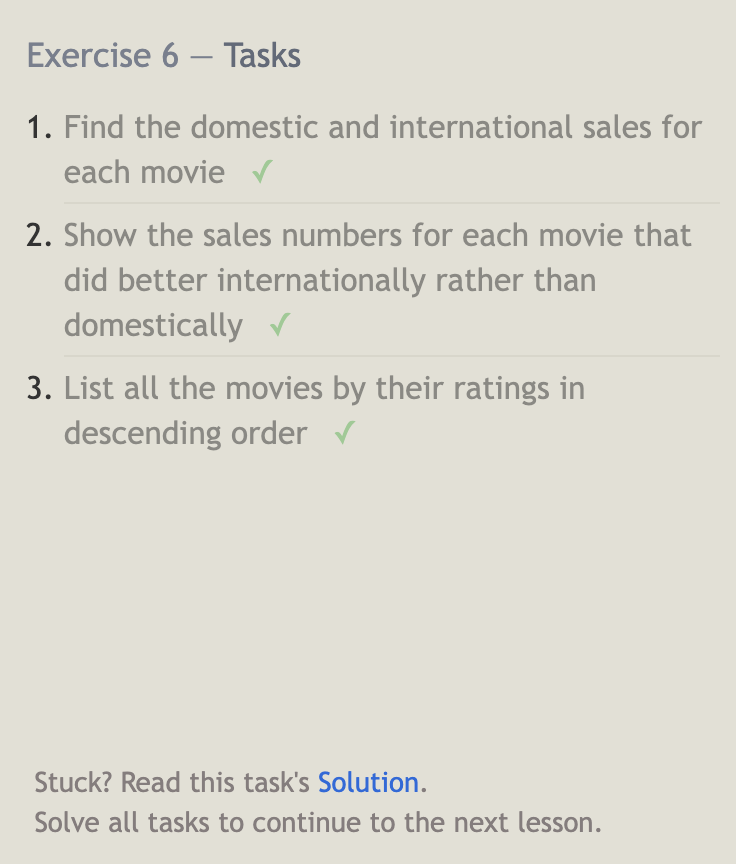 Exercise 6 — Tasks
1. Find the domestic and international sales for
each movie ✓
2. Show the sales numbers for each movie that
did better internationally rather than
domestically ✓
3. List all the movies by their ratings in
descending order ✓
Stuck? Read this task's Solution.
Solve all tasks to continue to the next lesson.